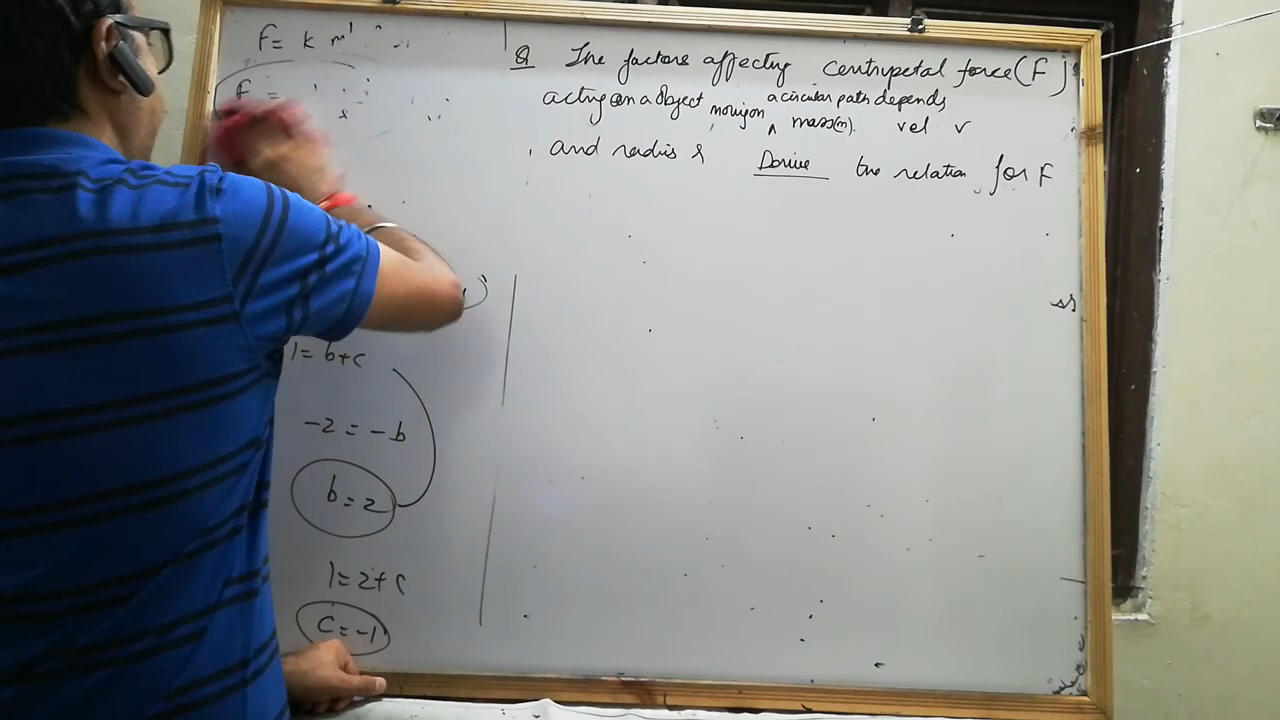 F = k m¹
F =
1 = b+c
-2 = -b
b = 2
1 = 2+c
c = -1
Q The factors affecting centripetal force (F)
acting on a object moving on a circular path depends
mass(m). vel v
and radius r Derive the relation for F